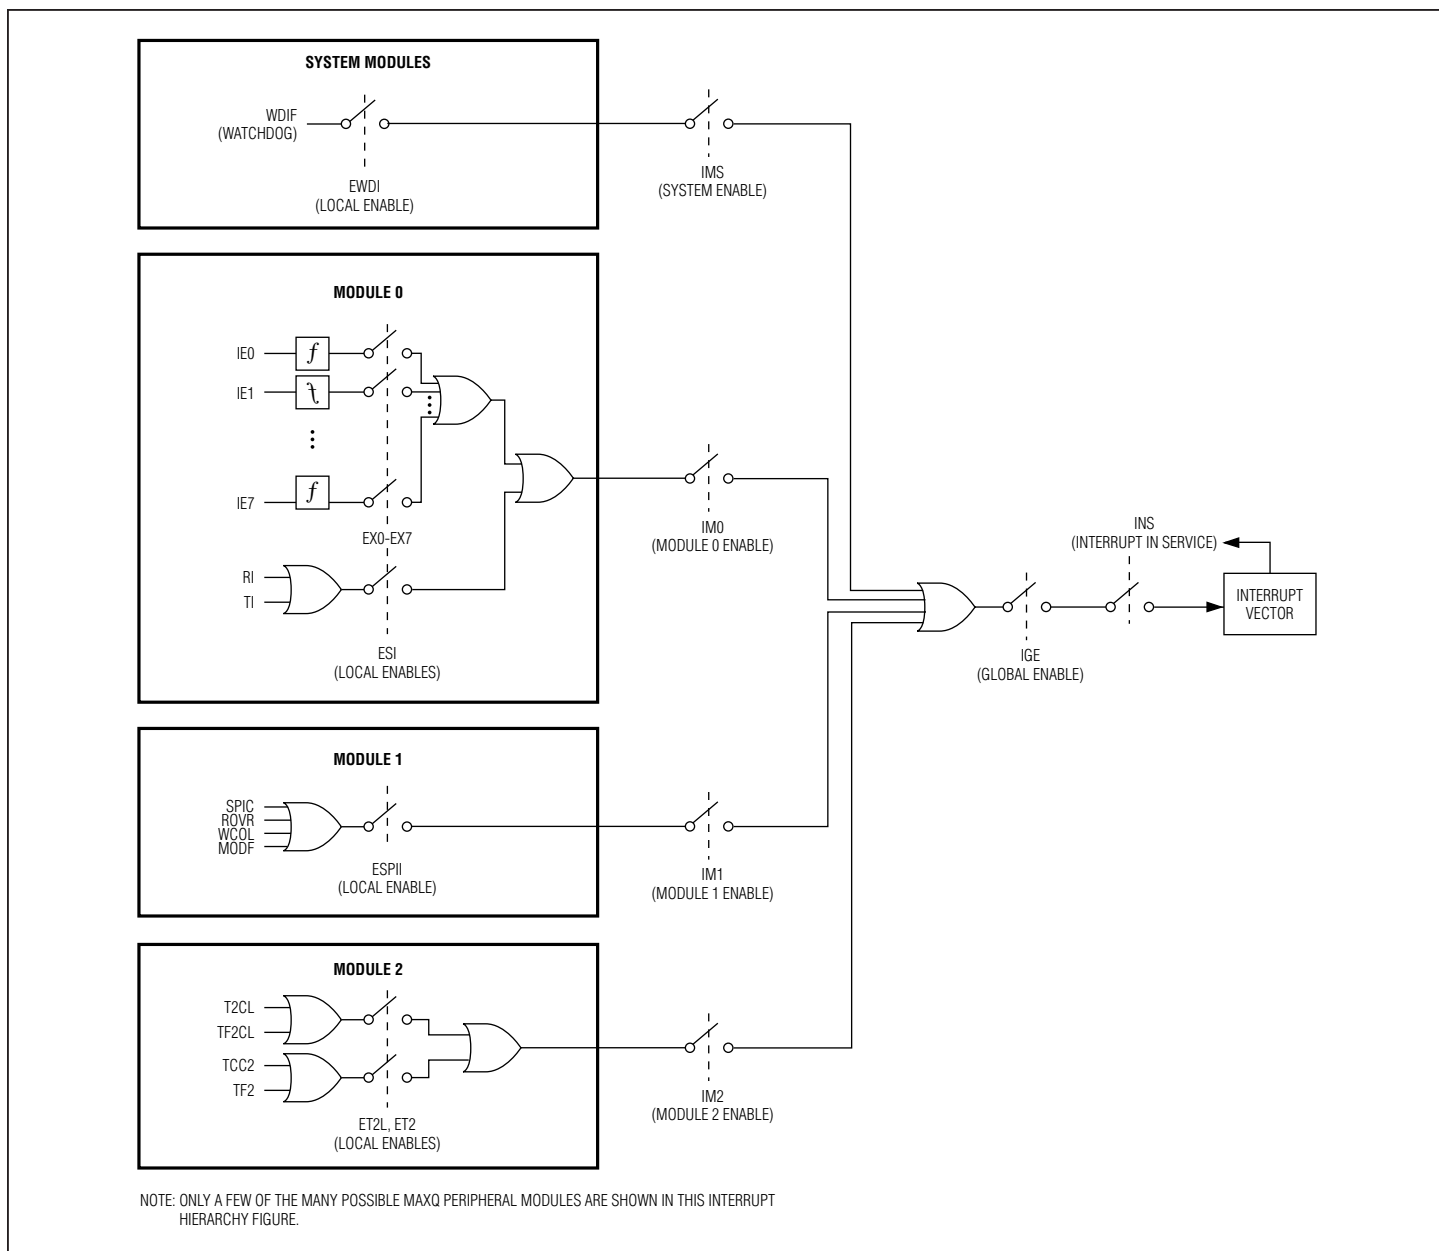 SYSTEM MODULES
WDIF
(WATCHDOG)
EWDI
(LOCAL ENABLE)
IMS
(SYSTEM ENABLE)
MODULE 0
IE0
f
IE1
f
IE7
f
EX0-EX7
RI
TI
ESI
(LOCAL ENABLES)
IM0
(MODULE 0 ENABLE)
INS
(INTERRUPT IN SERVICE)
INTERRUPT
VECTOR
IGE
(GLOBAL ENABLE)
MODULE 1
SPIC
ROVR
WCOL
MODF
ESPII
(LOCAL ENABLE)
IM1
(MODULE 1 ENABLE)
MODULE 2
T2CL
TF2CL
TCC2
TF2
ET2L, ET2
(LOCAL ENABLES)
IM2
(MODULE 2 ENABLE)
NOTE: ONLY A FEW OF THE MANY POSSIBLE MAXQ PERIPHERAL MODULES ARE SHOWN IN THIS INTERRUPT
HIERARCHY FIGURE.